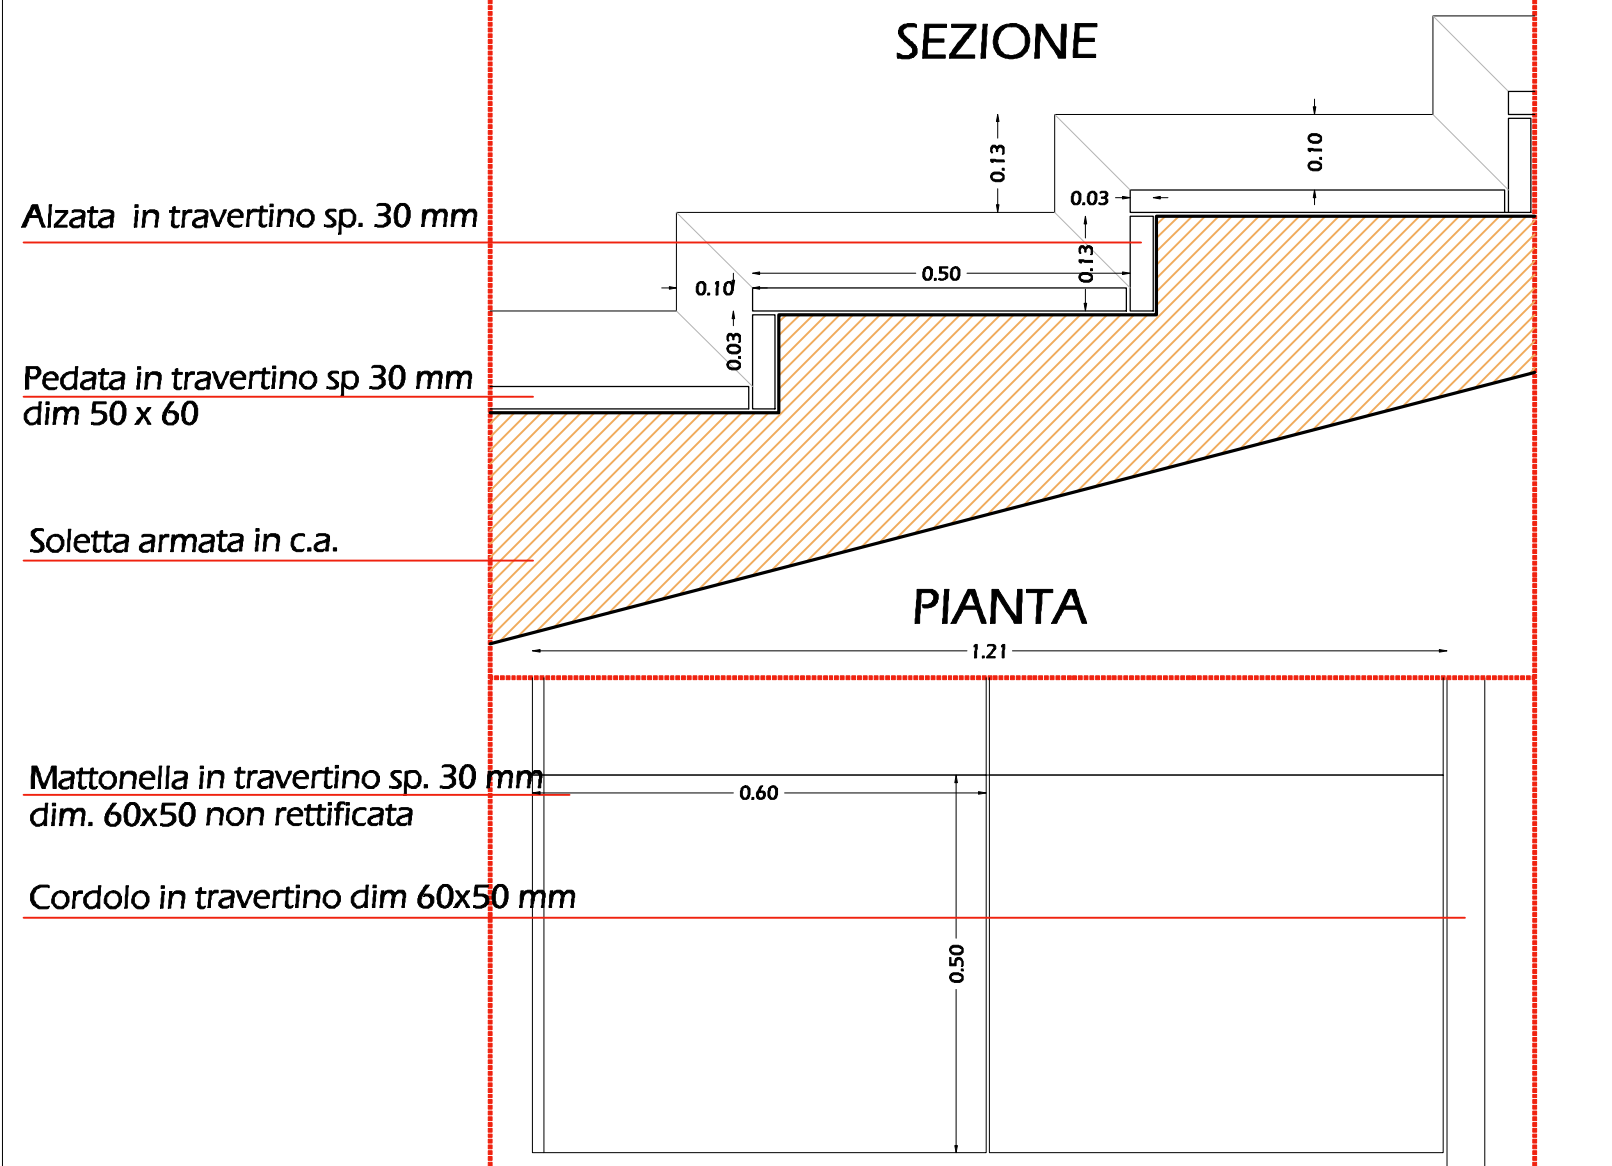 SEZIONE
0.13
0.10
0.03
Alzata in travertino sp. 30 mm
0.13
0.50
0.10
0.03
Pedata in travertino sp 30 mm
dim 50 x 60
Soletta armata in c.a.
PIANTA
1.21
Mattonella in travertino sp. 30 mm
dim. 60x50 non rettificata
0.60
Cordolo in travertino dim 60x50 mm
0.50